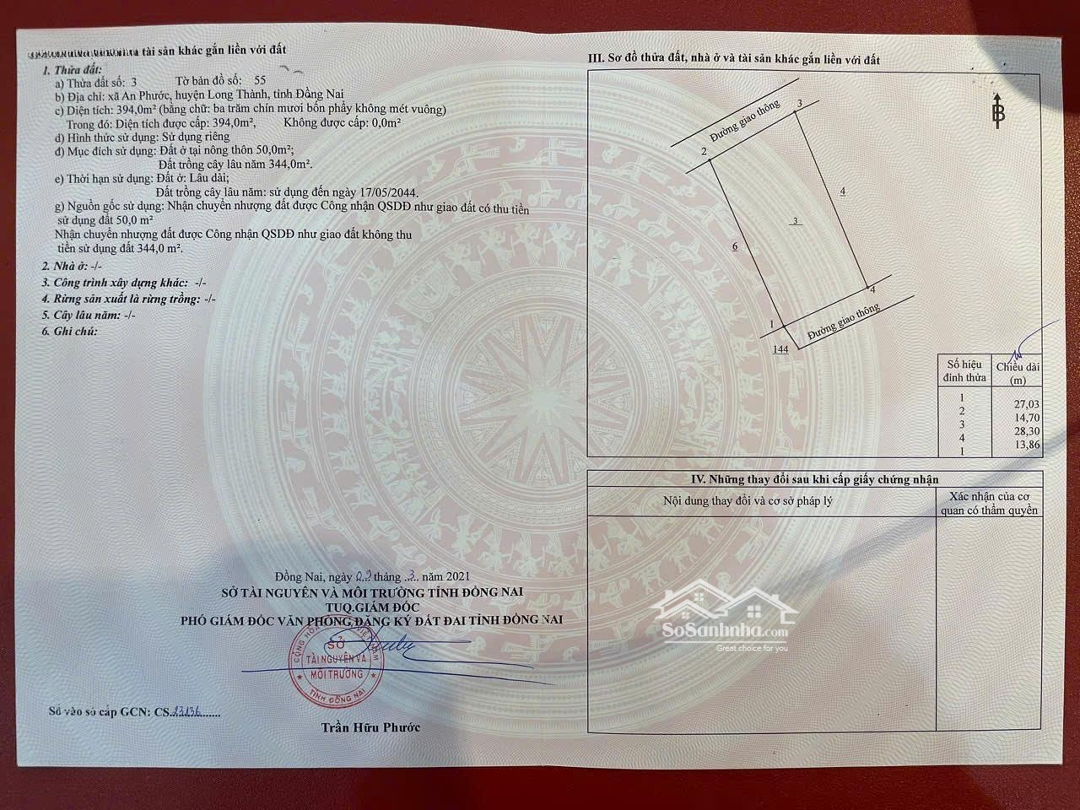 tài sản khác gắn liền với đất
1. Thửa đất:
a) Thửa đất số: 3 Tờ bản đồ số: 55
b) Địa chỉ: xã An Phước, huyện Long Thành, tỉnh Đồng Nai
c) Diện tích: 394,0m² (bằng chữ: ba trăm chín mươi bốn phẩy không mét vuông)
Trong đó: Diện tích được cấp: 394,0m², Không được cấp: 0,0m²
d) Hình thức sử dụng: Sử dụng riêng
đ) Mục đích sử dụng: Đất ở tại nông thôn 50,0m²;
Đất trồng cây lâu năm 344,0m².
e) Thời hạn sử dụng: Đất ở: Lâu dài;
Đất trồng cây lâu năm: sử dụng đến ngày 17/05/2044.
g) Nguồn gốc sử dụng: Nhận chuyển nhượng đất được Công nhận QSDĐ như giao đất có thu tiền
sử dụng đất 50,0 m²
Nhận chuyển nhượng đất được Công nhận QSDĐ như giao đất không thu
tiền sử dụng đất 344,0 m².
2. Nhà ở: -/-
3. Công trình xây dựng khác: -/-
4. Rừng sản xuất là rừng trồng: -/-
5. Cây lâu năm: -/-
6. Ghi chú:
Đồng Nai, ngày tháng 3 năm 2021
SỞ TÀI NGUYÊN VÀ MÔI TRƯỜNG TỈNH ĐỒNG NAI
TUQ.GIÁM ĐỐC
PHÓ GIÁM ĐỐC VĂN PHÒNG ĐĂNG KÝ ĐẤT ĐAI TỈNH ĐỒNG NAI
SỞ
TÀI NGUYÊN VÀ
MÔI TRƯỜNG
TỈNH ĐỒNG NAI
Số vào sổ cấp GCN: CS
Trần Hữu Phước
III. Sơ đồ thửa đất, nhà ở và tài sản khác gắn liền với đất
B
Đường giao thông
3
2
4
3
6
4
1
Đường giao thông
144
Số hiệu đỉnh thửa Chiều dài (m)
1
27,03
2
14,70
3
28,30
4
13,86
1
IV. Những thay đổi sau khi cấp giấy chứng nhận
Nội dung thay đổi và cơ sở pháp lý
Xác nhận của cơ
quan có thẩm quyền
SoSanhnha.com
Great choice for you